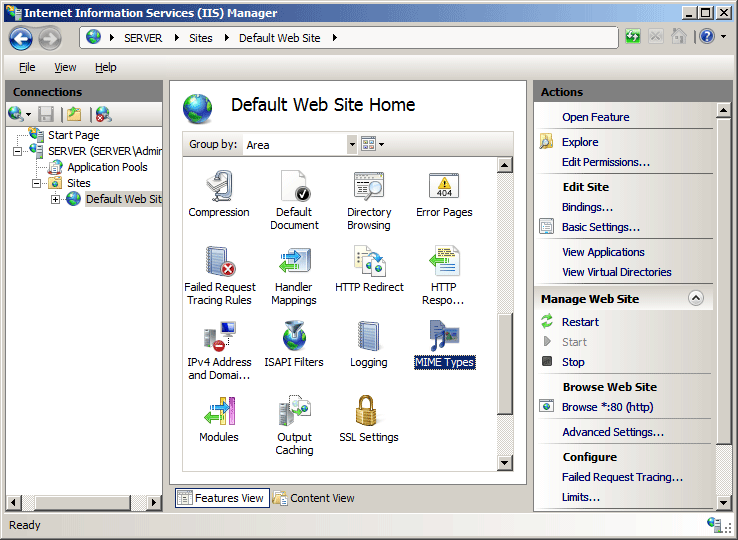 Internet Information Services (IIS) Manager
SERVER Sites Default Web Site
File View Help
Connections
Start Page
SERVER (SERVER\Admir
Application Pools
Sites
Default Web Sit
Default Web Site Home
Group by: Area
Compression
Default
Document
Directory
Browsing
Error Pages
404
Failed Request
Tracing Rules
Handler
Mappings
HTTP Redirect
HTTP
Respo...
IPv4 Address
and Domai...
ISAPI Filters
Logging
MIME Types
Modules
Output
Caching
SSL Settings
Features View
Content View
Actions
Open Feature
Explore
Edit Permissions...
Edit Site
Bindings...
Basic Settings...
View Applications
View Virtual Directories
Manage Web Site
Restart
Start
Stop
Browse Web Site
Browse *:80 (http)
Advanced Settings...
Configure
Failed Request Tracing...
Limits...
Ready